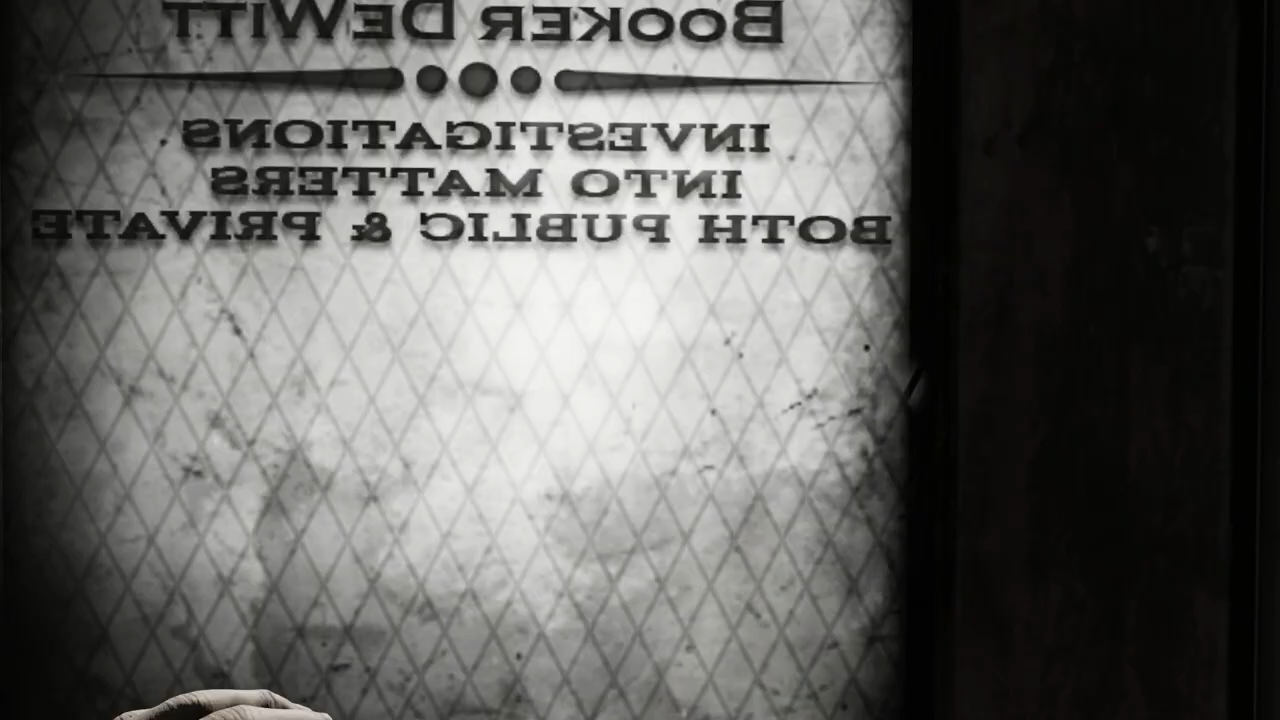 BOOKER DEWITT
INVESTIGATIONS
INTO MATTERS
BOTH PUBLIC & PRIVATE